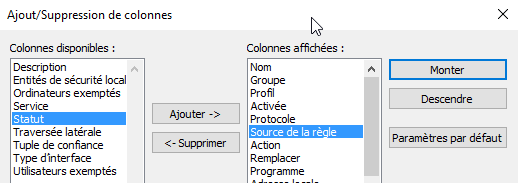 Ajout/Suppression de colonnes
Colonnes disponibles :
Description
Entités de sécurité local
Ordinateurs exemptés
Service
Statut
Traversée latérale
Tuple de confiance
Type d'interface
Utilisateurs exemptés
Ajouter ->
<- Supprimer
Colonnes affichées :
Nom
Groupe
Profil
Activée
Protocole
Source de la règle
Action
Remplacer
Programme
Monter
Descendre
Paramètres par défaut